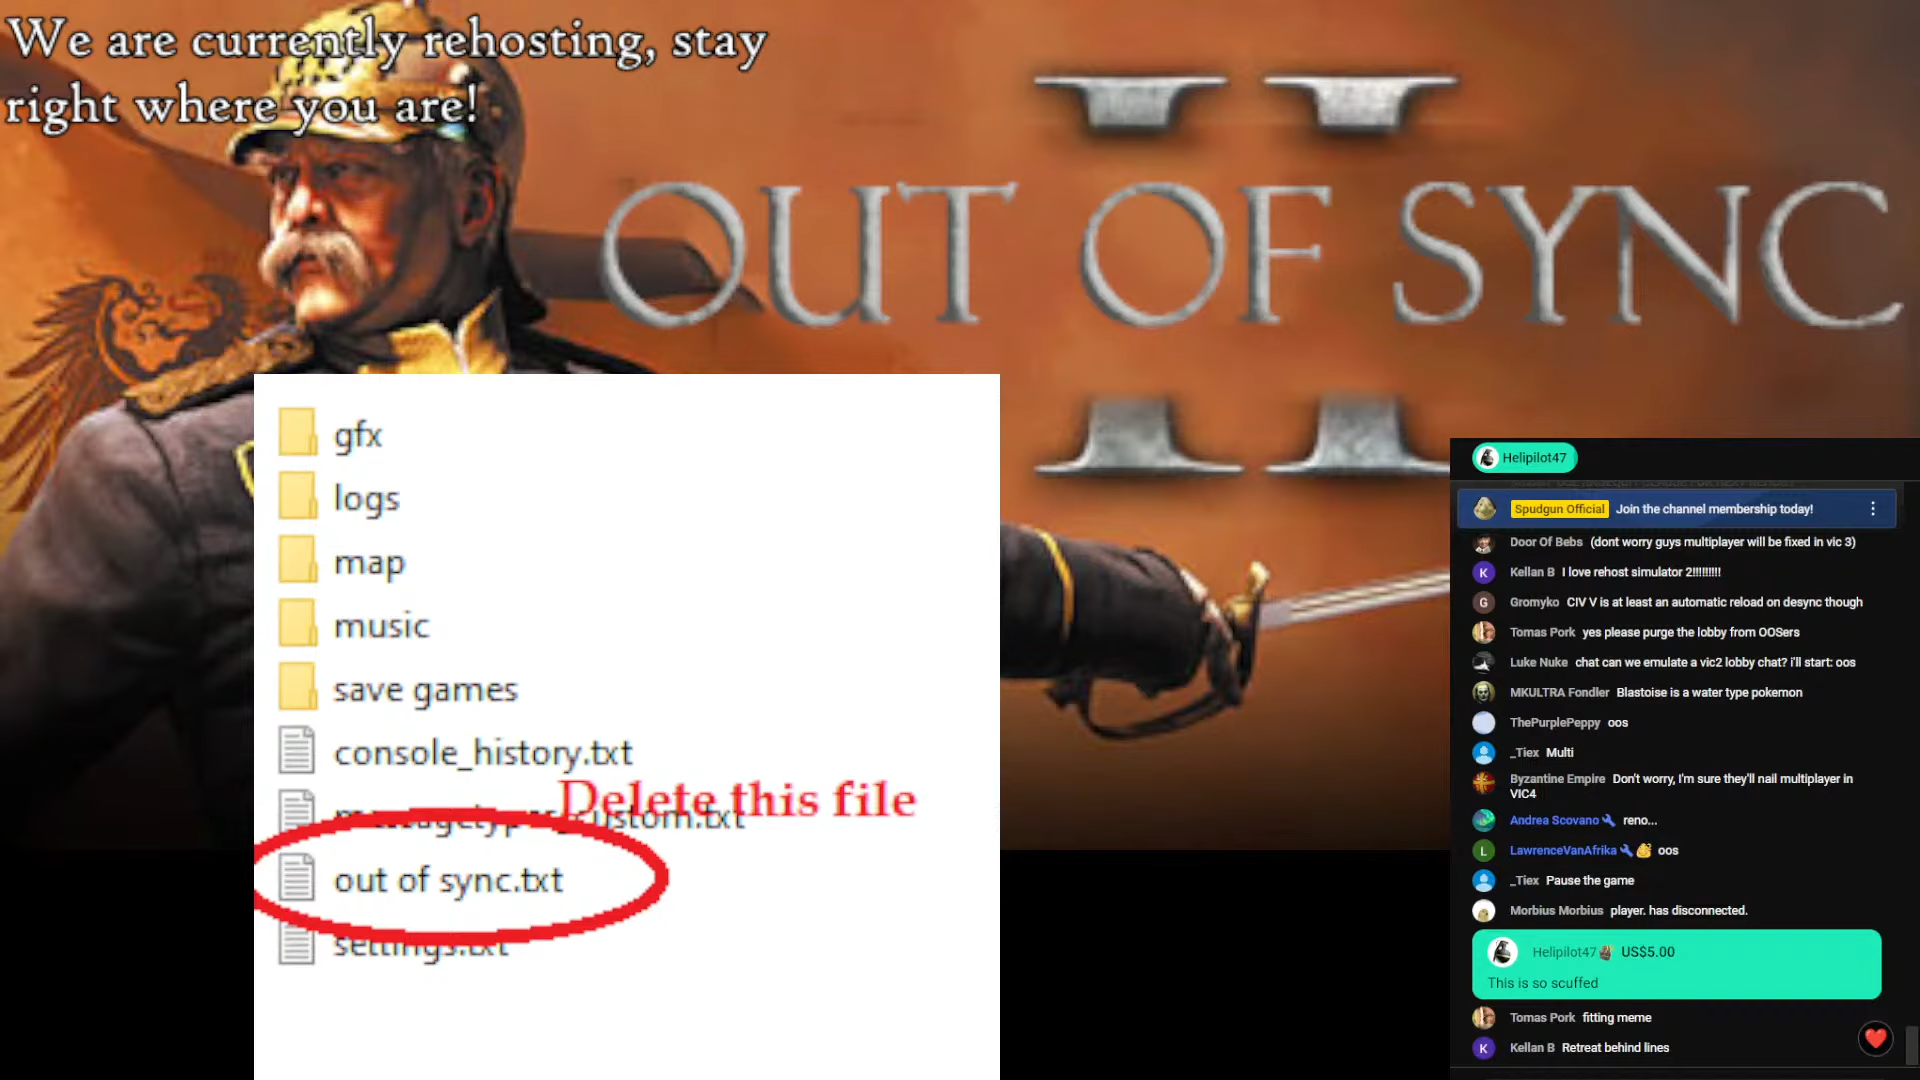 We are currently rehosting, stay
right where you are!
II
OUT OF SYNC
gfx
logs
map
music
save games
console_history.txt
Delete this file
messagetypes_custom.txt
out of sync.txt
settings.txt
Helipilot47
Spudgun Official Join the channel membership today!
Door Of Bebs (dont worry guys multiplayer will be fixed in vic 3)
K Kellan B I love rehost simulator 2!!!!!!!!!
G Gromyko CIV V is at least an automatic reload on desync though
Tomas Pork yes please purge the lobby from OOSers
Luke Nuke chat can we emulate a vic2 lobby chat? i'll start: oos
MKULTRA Fondler Blastoise is a water type pokemon
ThePurplePeppy oos
_Tiex Multi
Byzantine Empire Don't worry, I'm sure they'll nail multiplayer in
VIC4
Andrea Scovano reno...
L LawrenceVanAfrika oos
_Tiex Pause the game
Morbius Morbius player. has disconnected.
Helipilot47 US$5.00
This is so scuffed
Tomas Pork fitting meme
K Kellan B Retreat behind lines